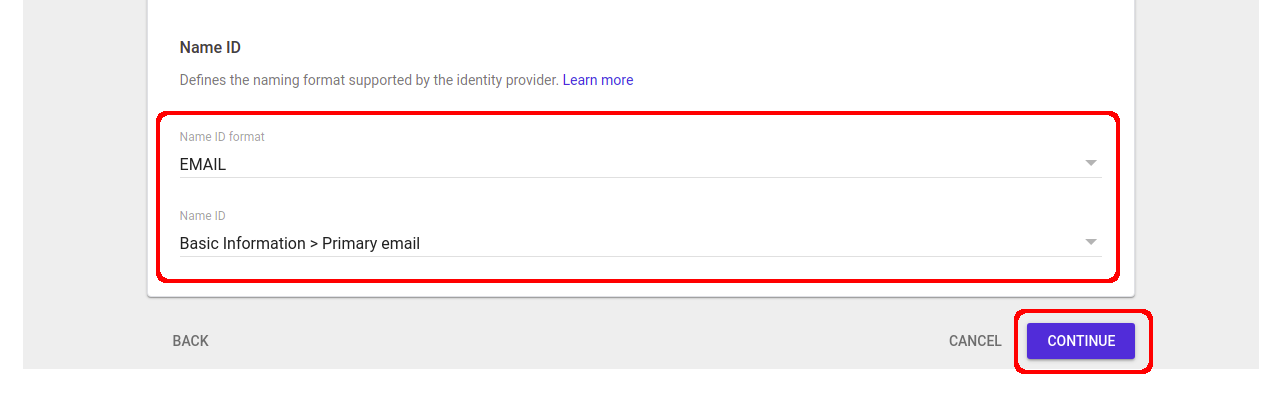 Name ID
Defines the naming format supported by the identity provider. Learn more
Name ID format
EMAIL
Name ID
Basic Information > Primary email
BACK
CANCEL
CONTINUE